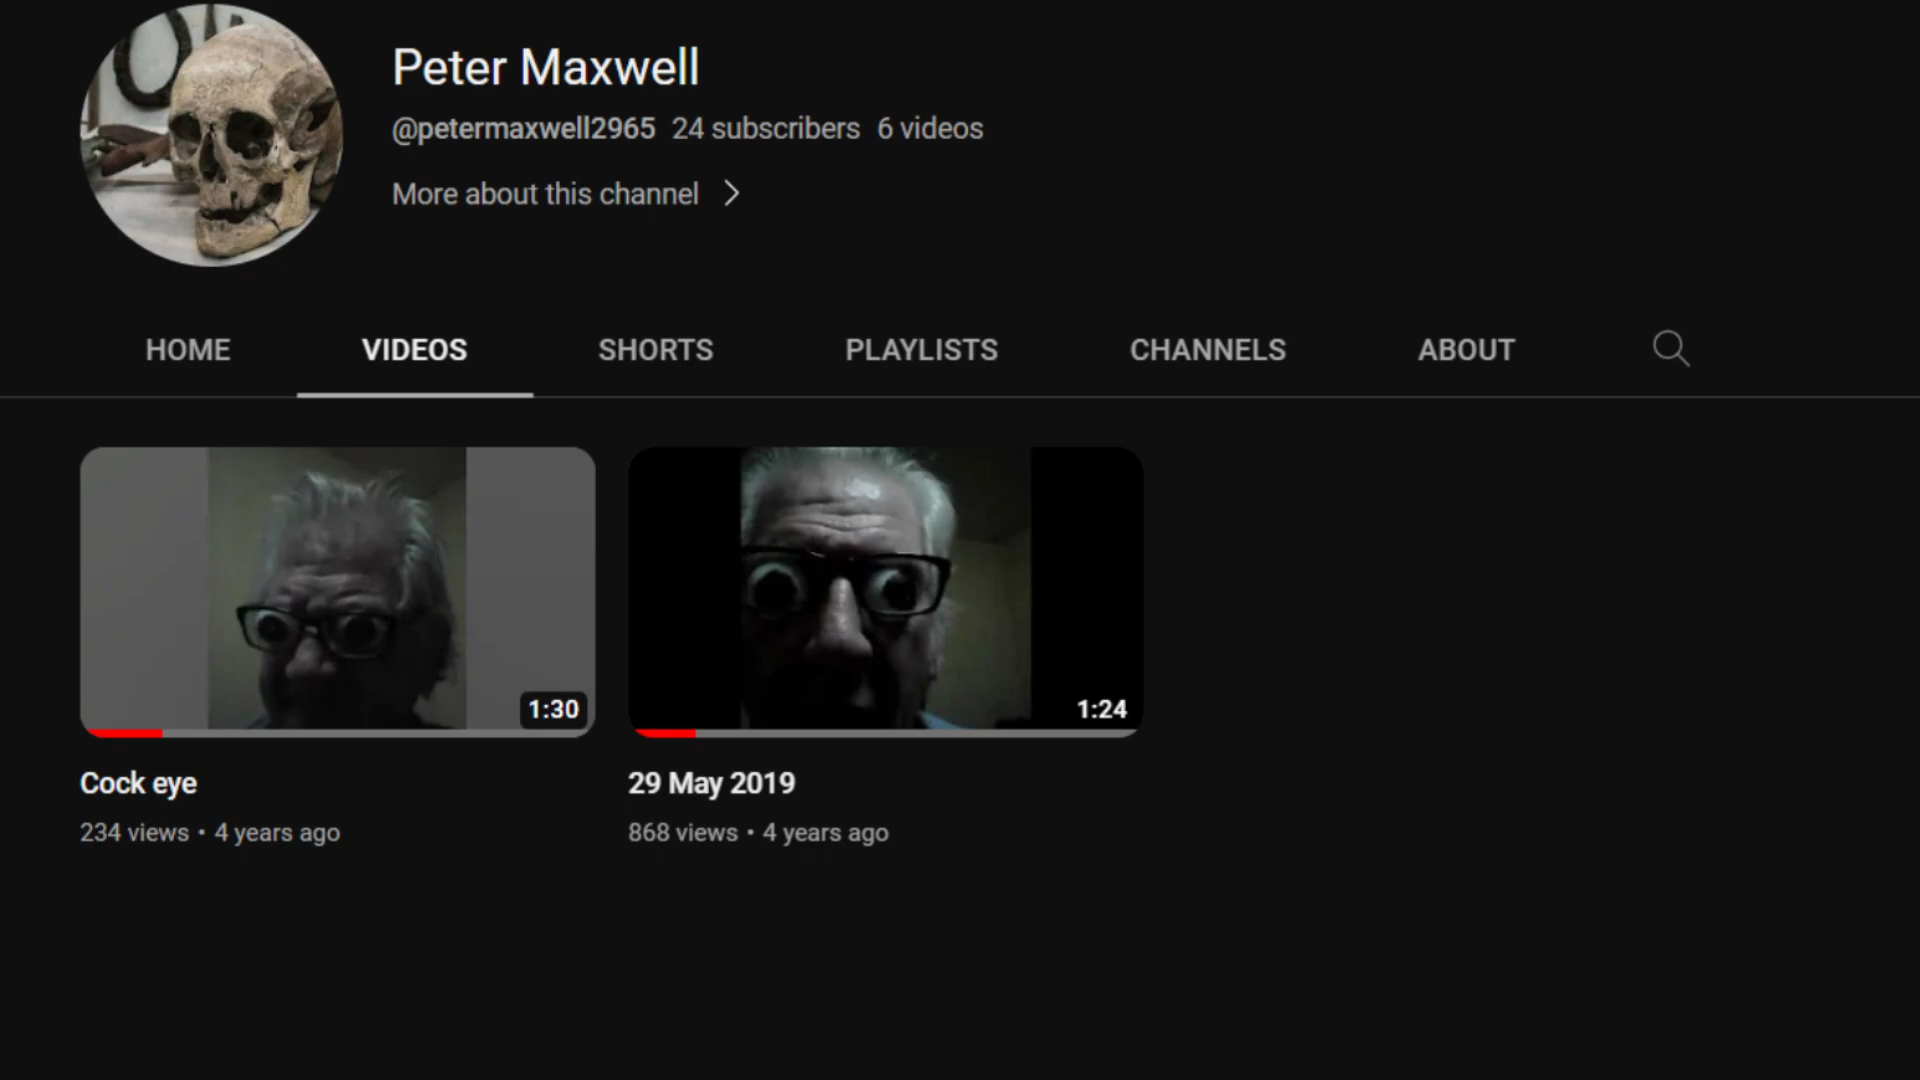 Peter Maxwell
@petermaxwell2965 24 subscribers 6 videos
More about this channel
HOME VIDEOS SHORTS PLAYLISTS CHANNELS ABOUT
1:30 1:24
Cock eye
234 views • 4 years ago
29 May 2019
868 views • 4 years ago